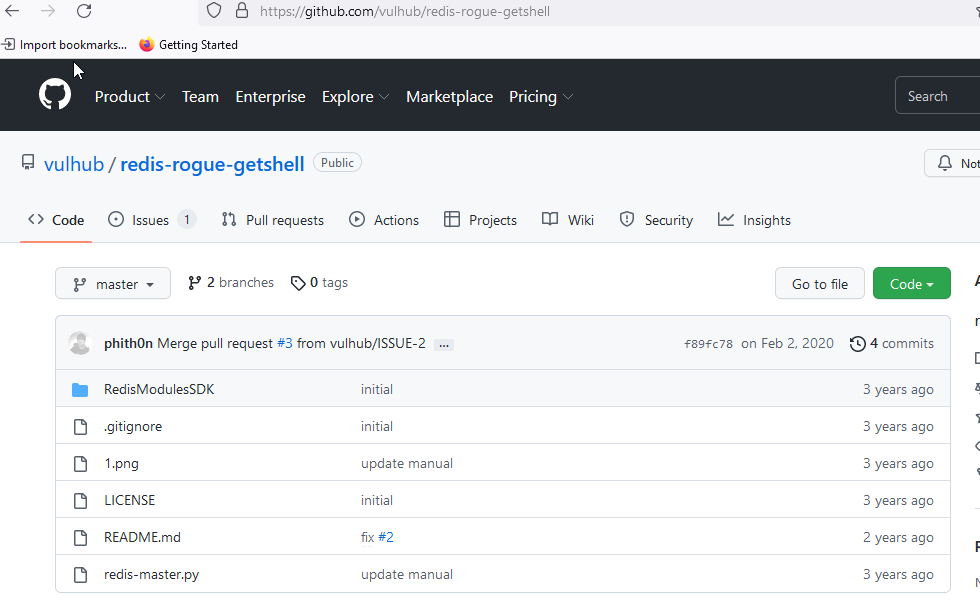 https://github.com/vulhub/redis-rogue-getshell
Import bookmarks... Getting Started
Product Team Enterprise Explore Marketplace Pricing Search
vulhub / redis-rogue-getshell Public
Code Issues 1 Pull requests Actions Projects Wiki Security Insights
master 2 branches 0 tags Go to file Code
phith0n Merge pull request #3 from vulhub/ISSUE-2 ... f89fc78 on Feb 2, 2020 4 commits
RedisModulesSDK initial 3 years ago
.gitignore initial 3 years ago
1.png update manual 3 years ago
LICENSE initial 3 years ago
README.md fix #2 2 years ago
redis-master.py update manual 3 years ago